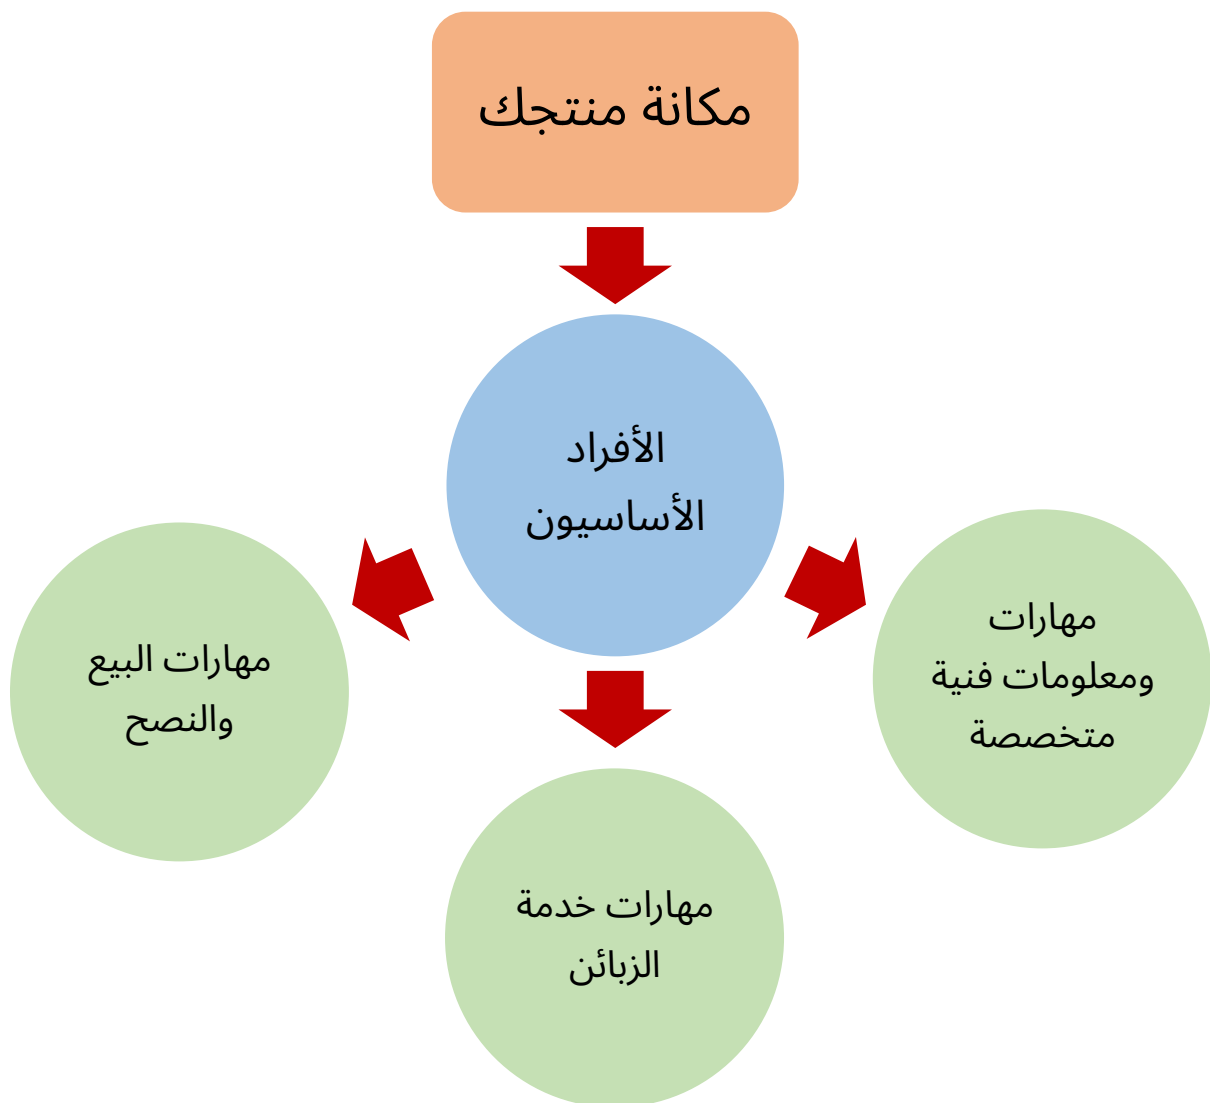 مكانة منتجك
الأفراد
الأساسيون
مهارات
ومعلومات فنية
متخصصة
مهارات خدمة
الزبائن
مهارات البيع
والنصح